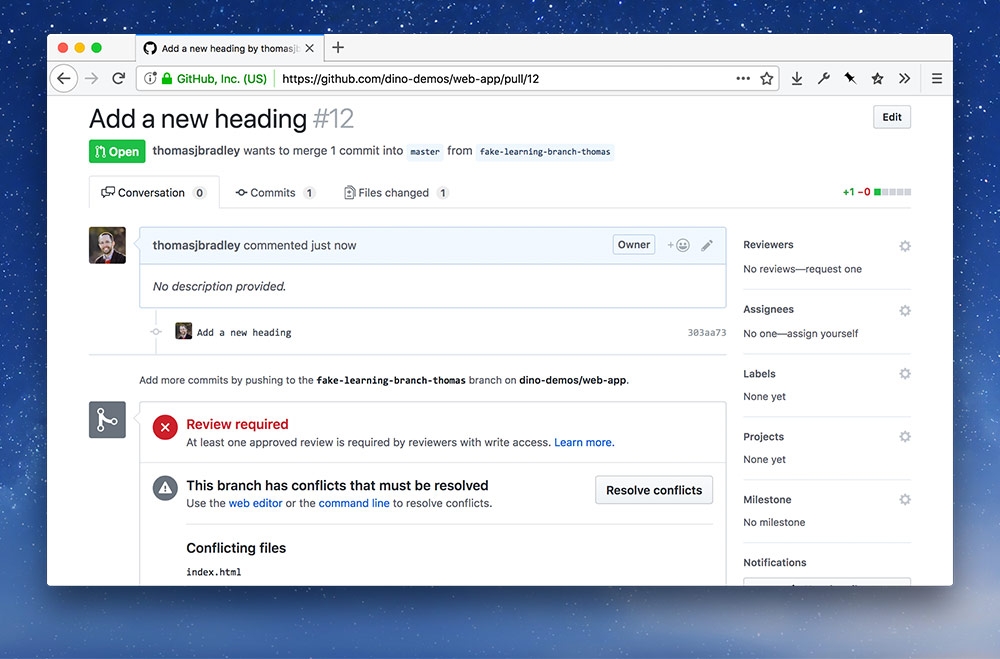 Add a new heading by thomasjb
GitHub, Inc. (US) https://github.com/dino-demos/web-app/pull/12
Add a new heading #12
Edit
Open thomasjbradley wants to merge 1 commit into master from fake-learning-branch-thomas
Conversation 0 Commits 1 Files changed 1 +1 −0
thomasjbradley commented just now Owner
No description provided.
Add a new heading 303aa73
Add more commits by pushing to the fake-learning-branch-thomas branch on dino-demos/web-app.
Review required
At least one approved review is required by reviewers with write access. Learn more.
This branch has conflicts that must be resolved
Use the web editor or the command line to resolve conflicts.
Resolve conflicts
Conflicting files
index.html
Reviewers
No reviews—request one
Assignees
No one—assign yourself
Labels
None yet
Projects
None yet
Milestone
No milestone
Notifications